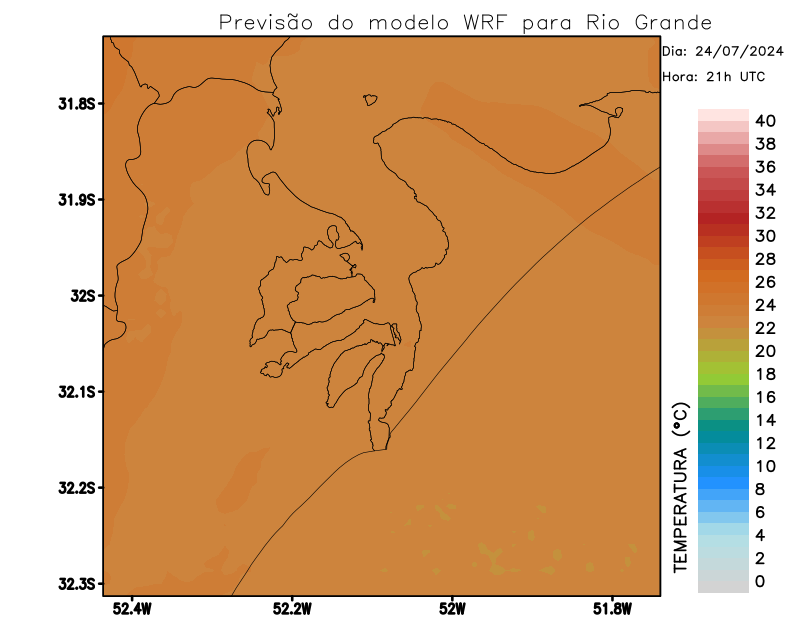 Previsão do modelo WRF para Rio Grande
Dia: 24/07/2024
Hora: 21h UTC
31.8S
31.9S
32S
32.1S
32.2S
32.3S
52.4W
52.2W
52W
51.8W
TEMPERATURA (°C)
40
38
36
34
32
30
28
26
24
22
20
18
16
14
12
10
8
6
4
2
0